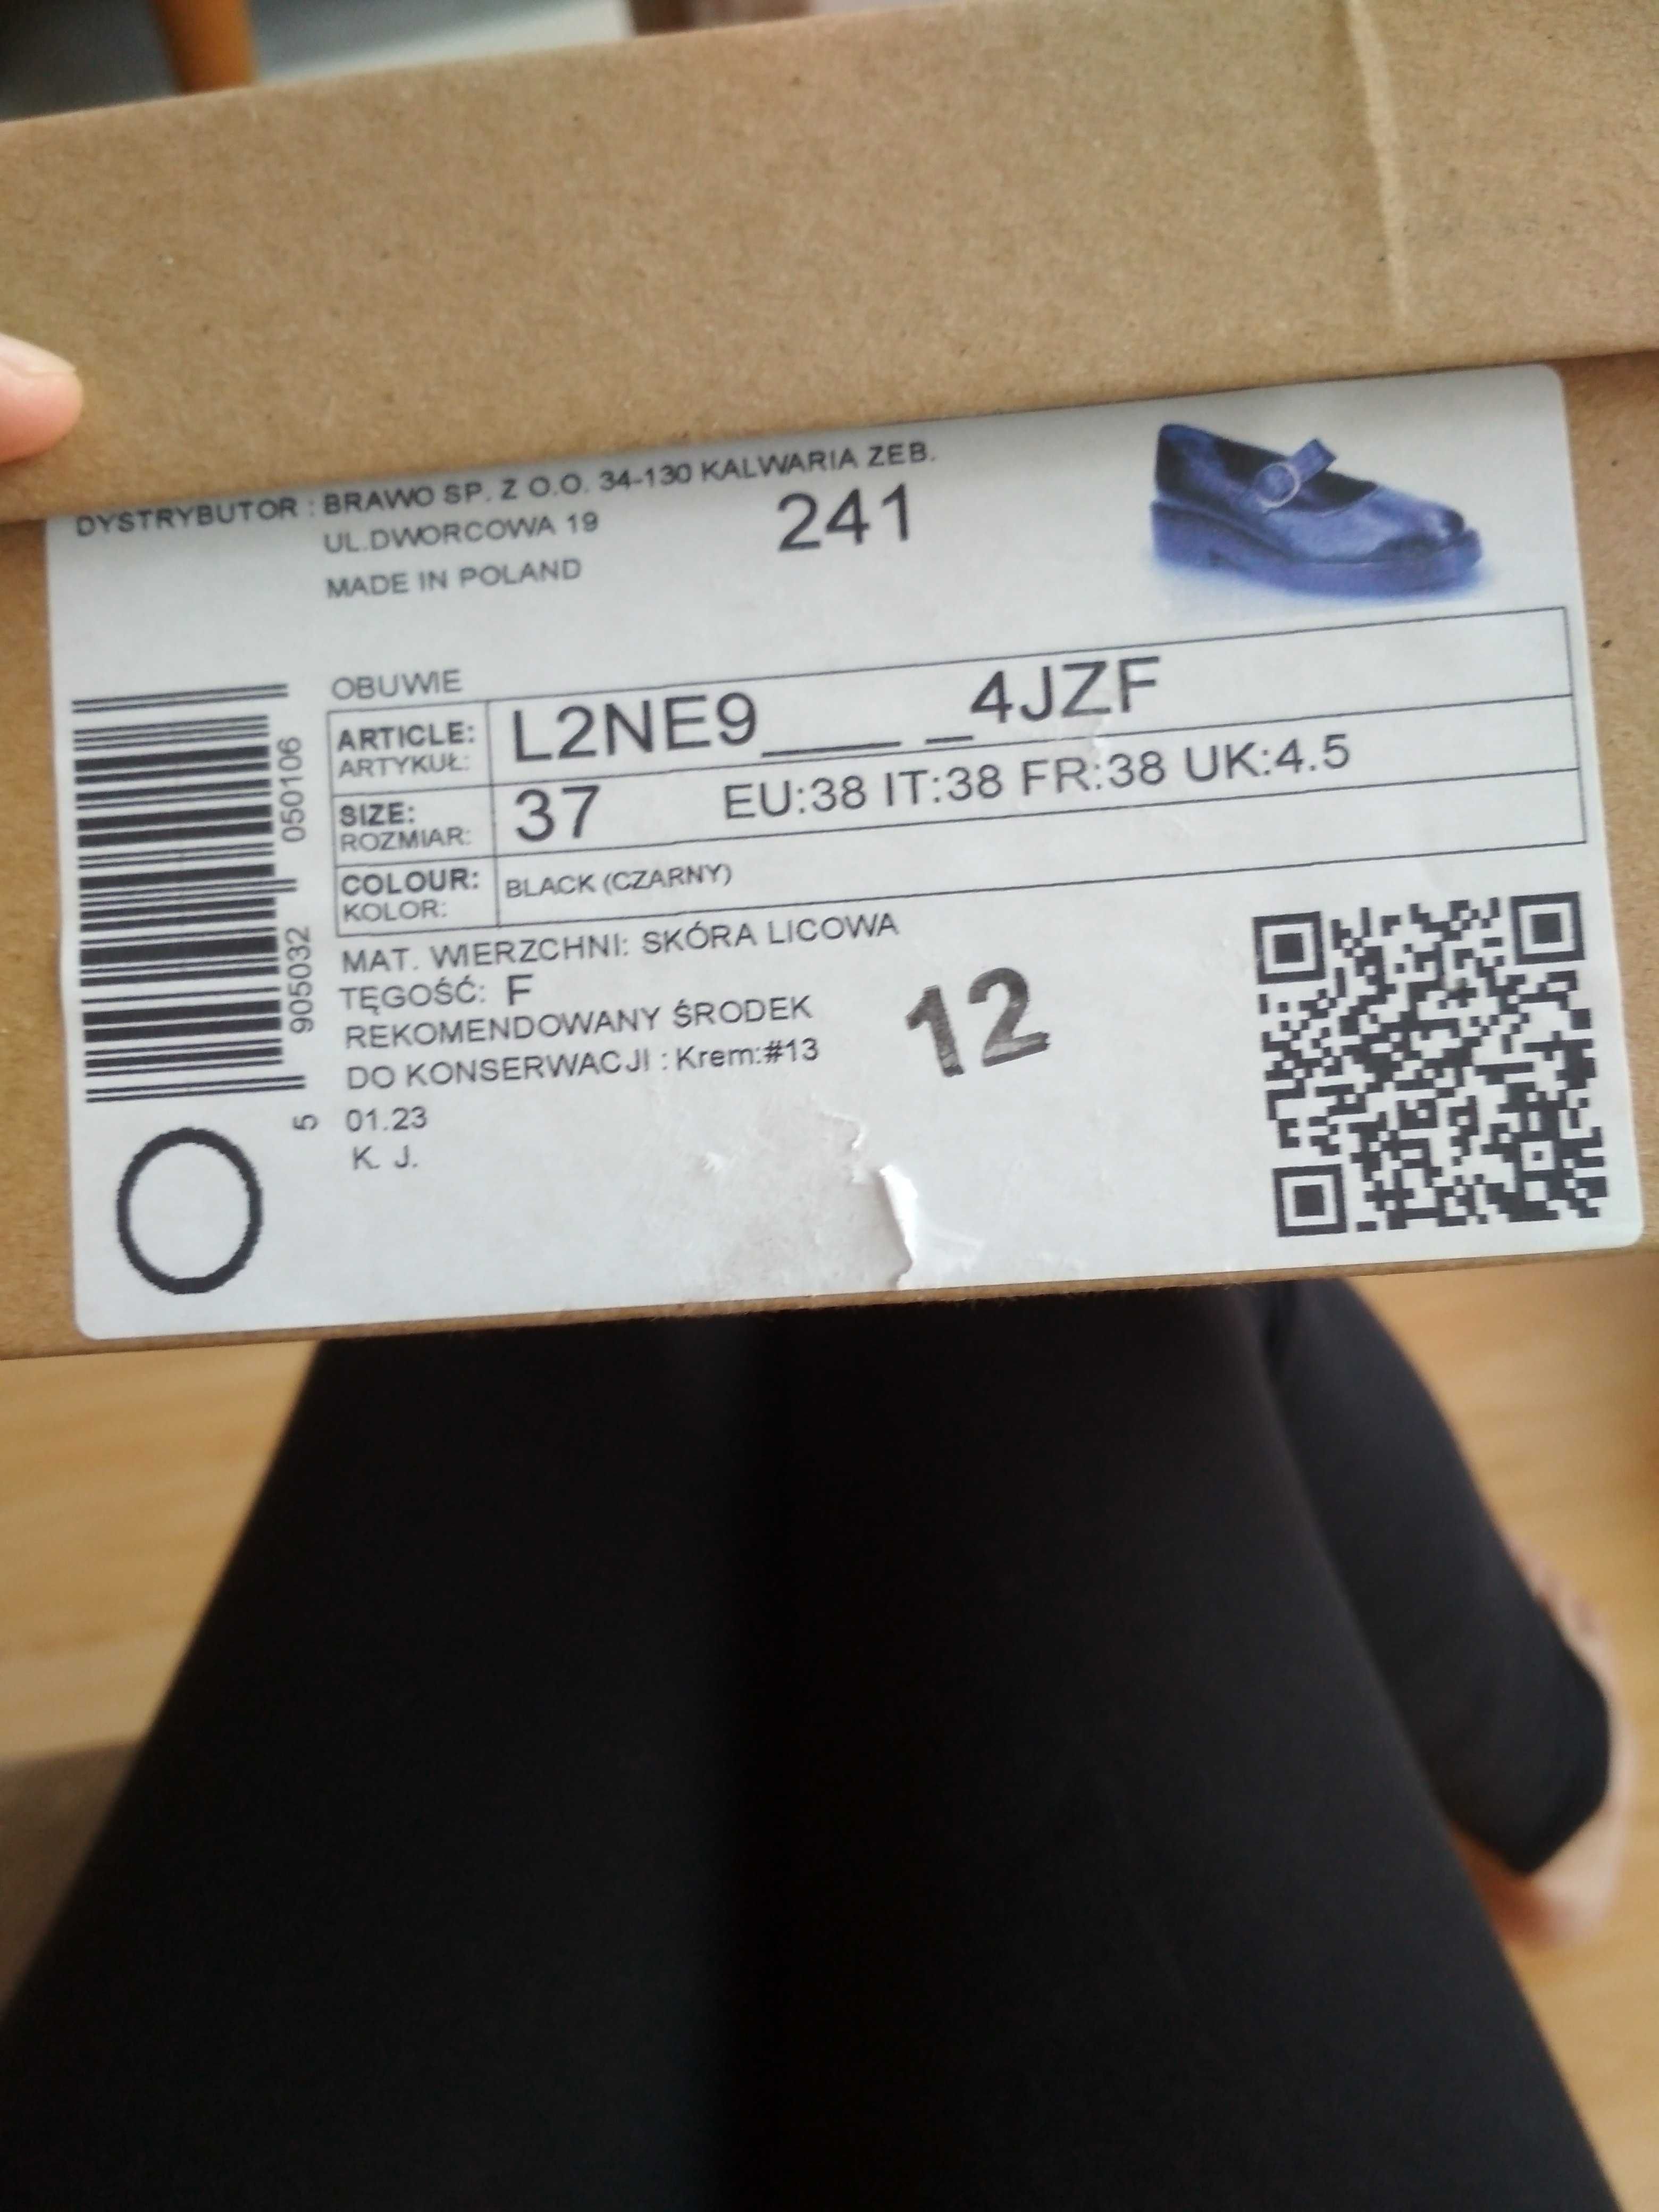 DYSTRYBUTOR : BRAWO SP. Z O.O. 34-130 KALWARIA ZEB.
UL.DWORCOWA 19
241
MADE IN POLAND
OBUWIE
ARTICLE: L2NE9___ _4JZF
ARTYKUŁ:
SIZE: 37 EU:38 IT:38 FR:38 UK:4.5
ROZMIAR:
COLOUR: BLACK (CZARNY)
KOLOR:
MAT. WIERZCHNI: SKÓRA LICOWA
TĘGOŚĆ: F
REKOMENDOWANY ŚRODEK
DO KONSERWACJI : Krem:#13
12
01.23
K. J.
5 905032 050106